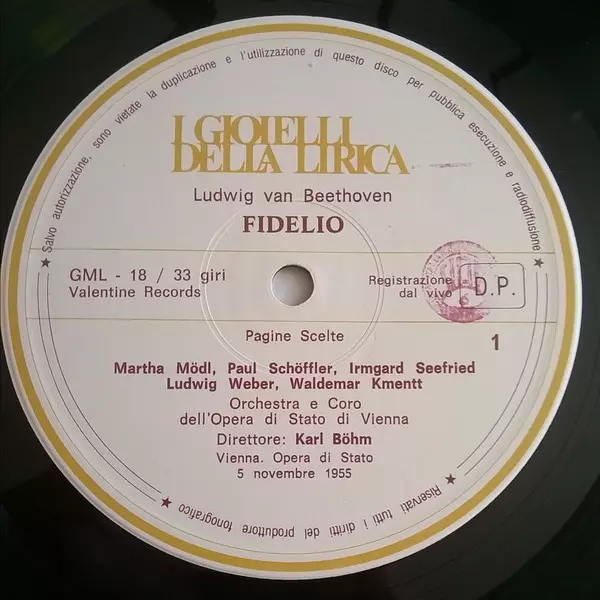 ★ Salvo autorizzazione, sono vietate la duplicazione e l'utilizzazione di questo disco per pubblica esecuzione e radiodiffusione ★
I GIOIELLI
DELLA LIRICA
Ludwig van Beethoven
FIDELIO
GML - 18 / 33 giri
Valentine Records
Registrazione
dal vivo
D.P.
Pagine Scelte
1
Martha Mödl, Paul Schöffler, Irmgard Seefried
Ludwig Weber, Waldemar Kmentt
Orchestra e Coro
dell'Opera di Stato di Vienna
Direttore: Karl Böhm
Vienna. Opera di Stato
5 novembre 1955
★ Riservati tutti i diritti del produttore fonografico ★